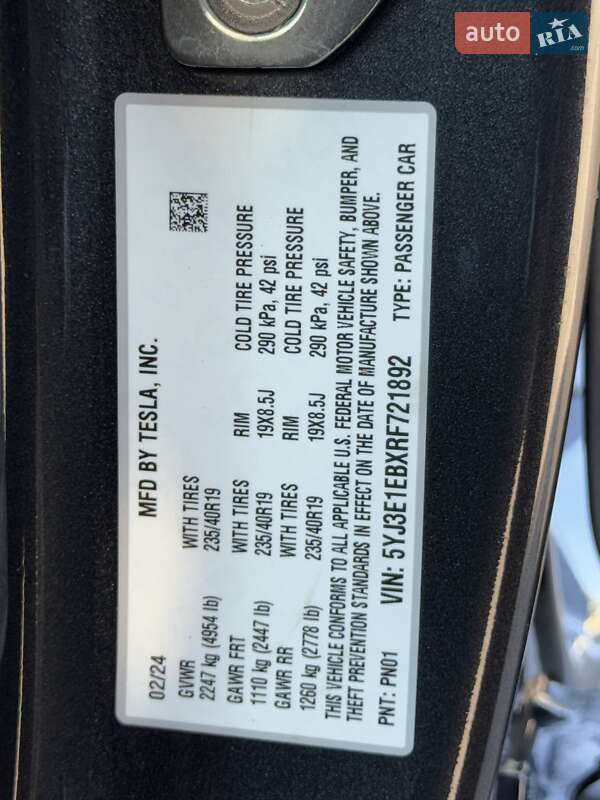 auto RIA.com
MFD BY TESLA, INC.
02/24
GVWR WITH TIRES
2247 kg (4954 lb) 235/40R19
GAWR FRT WITH TIRES RIM COLD TIRE PRESSURE
1110 kg (2447 lb) 235/40R19 19X8.5J 290 kPa, 42 psi
GAWR RR WITH TIRES RIM COLD TIRE PRESSURE
1260 kg (2778 lb) 235/40R19 19X8.5J 290 kPa, 42 psi
THIS VEHICLE CONFORMS TO ALL APPLICABLE U.S. FEDERAL MOTOR VEHICLE SAFETY, BUMPER, AND
THEFT PREVENTION STANDARDS IN EFFECT ON THE DATE OF MANUFACTURE SHOWN ABOVE.
PNT: PN01 VIN: 5YJ3E1EBXRF721892 TYPE: PASSENGER CAR